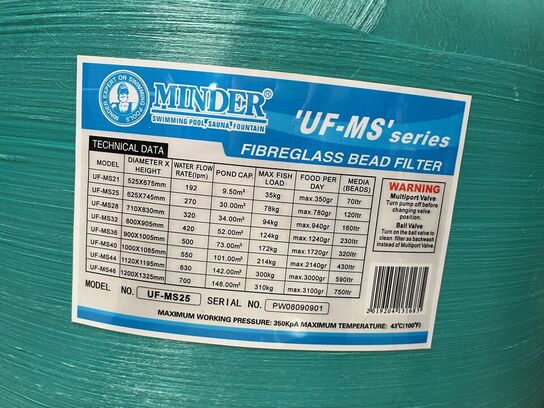 MINDER EXPERT ON SWIMMING POOLS
MINDER®
SWIMMING POOL, SAUNA, FOUNTAIN
'UF-MS' series
FIBREGLASS BEAD FILTER
TECHNICAL DATA
MODEL DIAMETER X HEIGHT WATER FLOW RATE(lpm) POND CAP. MAX FISH LOAD FOOD PER DAY MEDIA (BEADS)
UF-MS21 525X675mm 192 9.50m³ 35kg max.350gr 70ltr
UF-MS25 625X745mm 270 30.00m³ 78kg max.780gr 120ltr
UF-MS28 710X830mm 320 34.00m³ 94kg max.940gr 160ltr
UF-MS32 800X905mm 420 52.00m³ 124kg max.1240gr 230ltr
UF-MS36 900X1005mm 500 73.00m³ 172kg max.1720gr 320ltr
UF-MS40 1000X1085mm 550 101.00m³ 214kg max.2140gr 430ltr
UF-MS44 1120X1195mm 630 142.00m³ 300kg max.3000gr 590ltr
UF-MS48 1200X1325mm 700 148.00m³ 310kg max.3100gr 750ltr
WARNING
Multiport Valve
Turn pump off before
changing valve
position.
Ball Valve
Turn on the ball valve to
clean filter as backwash
instead of Multiport Valve.
2 019204 131685
MODEL NO. UF-MS25 SERIAL NO. PW08090901
MAXIMUM WORKING PRESSURE: 350KpA MAXIMUM TEMPERATURE: 43°C(100°F)